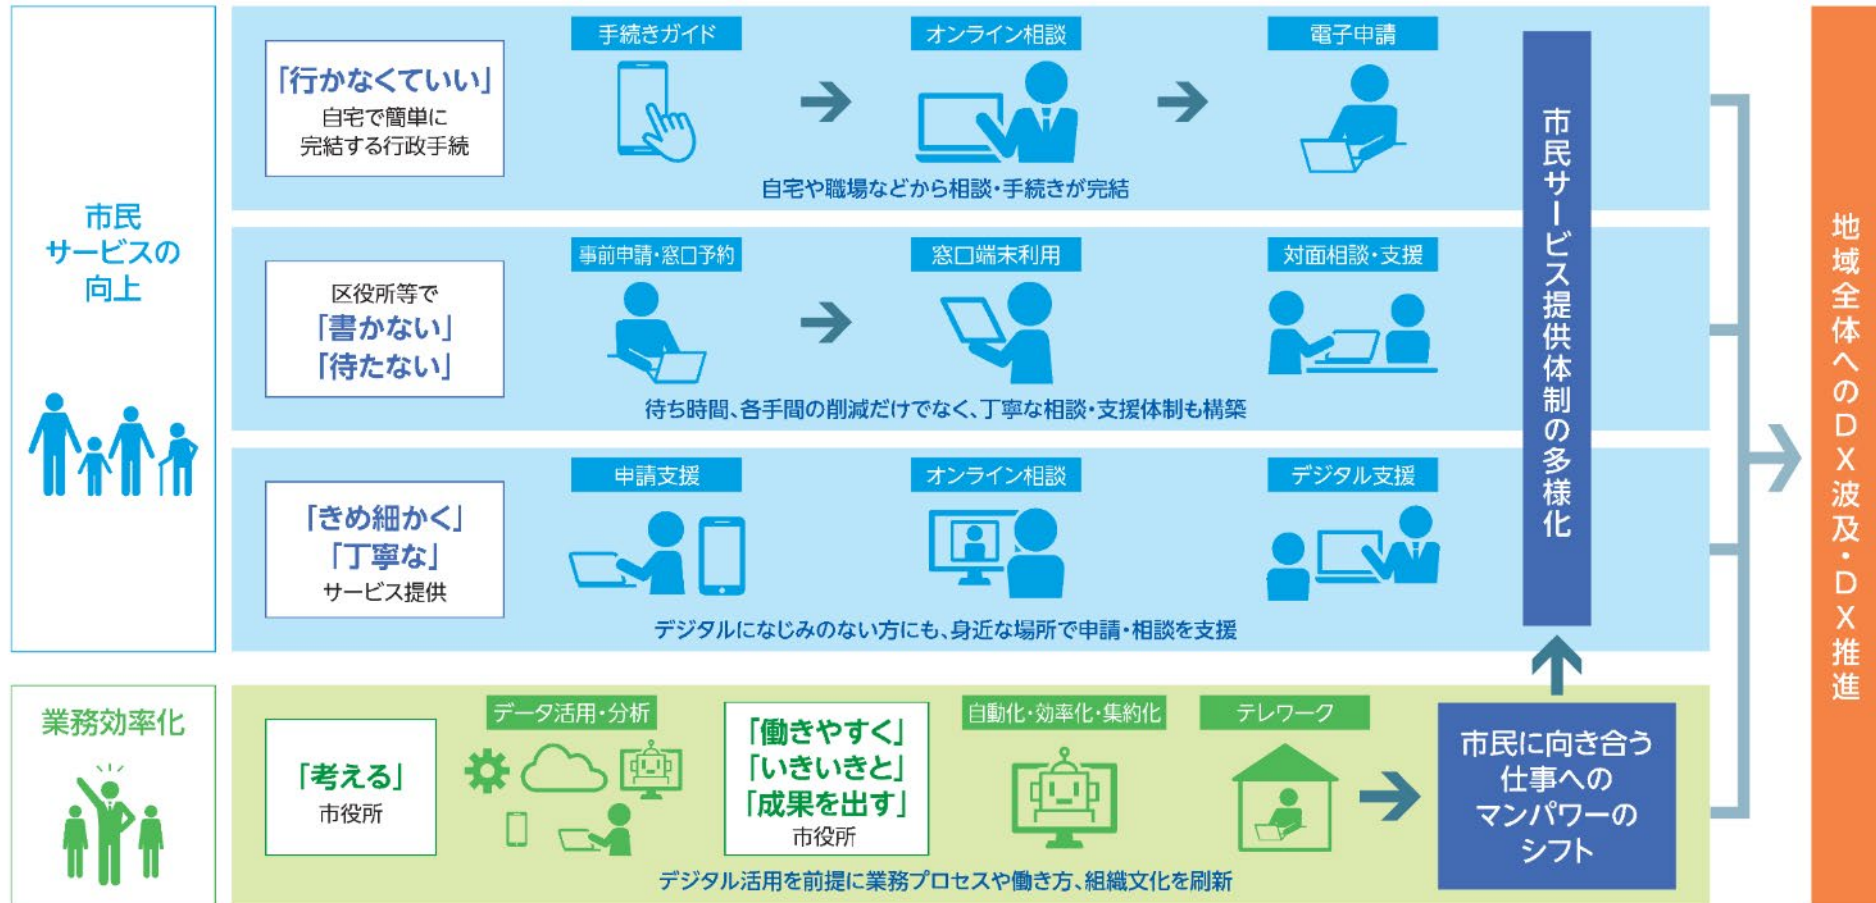 市民
サービスの
向上
「行かなくていい」
自宅で簡単に
完結する行政手続
手続きガイド
オンライン相談
電子申請
自宅や職場などから相談・手続きが完結
区役所等で
「書かない」
「待たない」
事前申請・窓口予約
窓口端末利用
対面相談・支援
待ち時間、各手間の削減だけでなく、丁寧な相談・支援体制も構築
「きめ細かく」
「丁寧な」
サービス提供
申請支援
オンライン相談
デジタル支援
デジタルになじみのない方にも、身近な場所で申請・相談を支援
市民サービス提供体制の多様化
業務効率化
「考える」
市役所
データ活用・分析
「働きやすく」
「いきいきと」
「成果を出す」
市役所
自動化・効率化・集約化
テレワーク
デジタル活用を前提に業務プロセスや働き方、組織文化を刷新
市民に向き合う
仕事への
マンパワーの
シフト
地域全体へのDX波及・DX推進